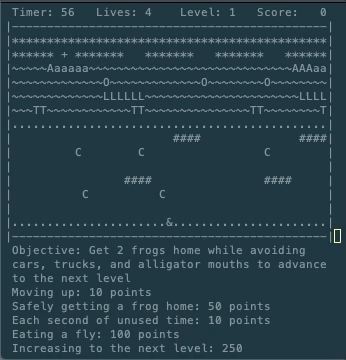 Timer: 56   Lives: 4    Level: 1   Score:   0
|---------------------------------------------|
|*********************************************|
|****** + *******   *******   *******   ******|
|~~~~~Aaaaaa~~~~~~~~~~~~~~~~~~~~~~~~~~~~~AAAaa|
|~~~~~~~~~~~~~O~~~~~~~~~~~~~O~~~~~~~~O~~~~~~~~|
|~~~~~~~~~~~~~LLLLLL~~~~~~~~~~~~~~~~~~~~~~LLLL|
|~~~TT~~~~~~~~~~~~TT~~~~~~~~~~~~~~~TT~~~~~~~~T|
|.............................................|
|                       ####              ####|
|         C        C                 C         |
|                                             |
|                ####                ####     |
|          C          C                       |
|                                             |
|......................&......................|
|---------------------------------------------|
Objective: Get 2 frogs home while avoiding
cars, trucks, and alligator mouths to advance
to the next level
Moving up: 10 points
Safely getting a frog home: 50 points
Each second of unused time: 10 points
Eating a fly: 100 points
Increasing to the next level: 250